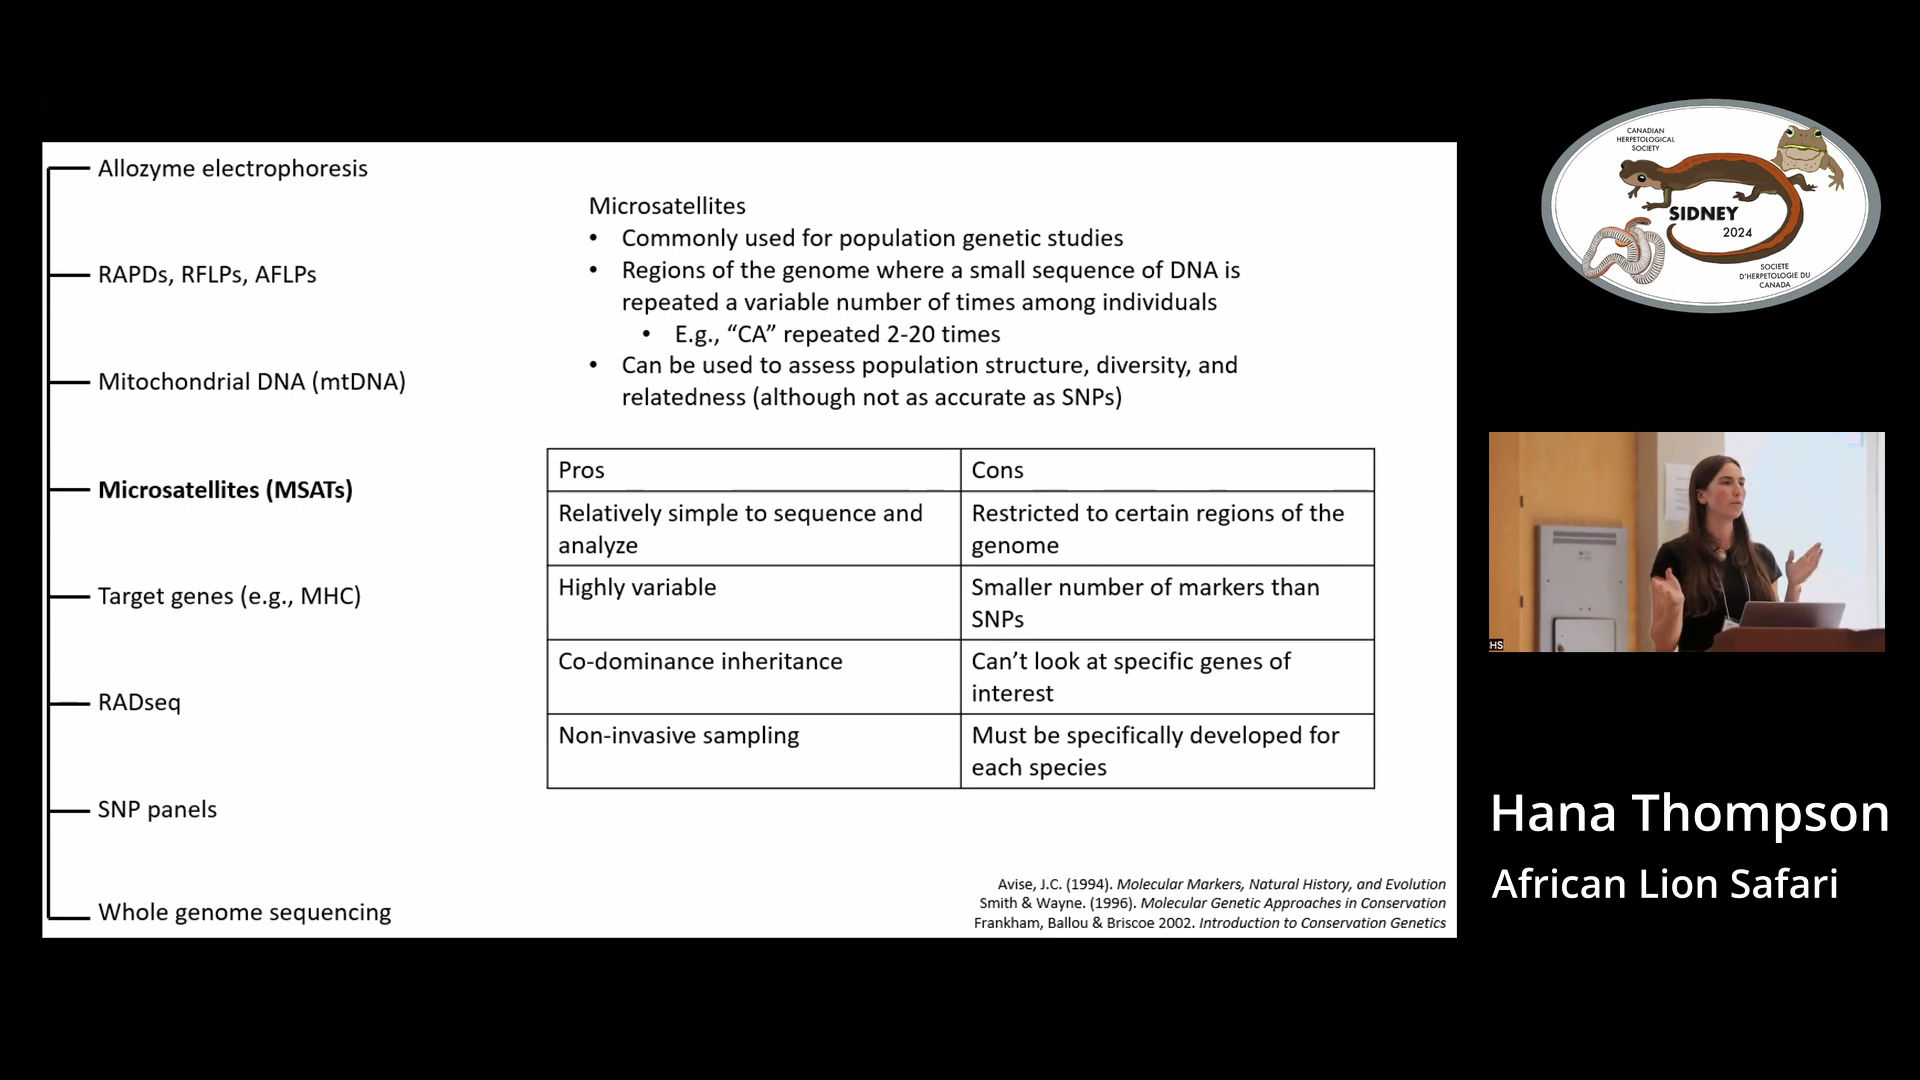 Allozyme electrophoresis
RAPDs, RFLPs, AFLPs
Mitochondrial DNA (mtDNA)
Microsatellites (MSATs)
Target genes (e.g., MHC)
RADseq
SNP panels
Whole genome sequencing
Microsatellites
• Commonly used for population genetic studies
• Regions of the genome where a small sequence of DNA is
repeated a variable number of times among individuals
• E.g., “CA” repeated 2-20 times
• Can be used to assess population structure, diversity, and
relatedness (although not as accurate as SNPs)
Pros
Cons
Relatively simple to sequence and
analyze
Restricted to certain regions of the
genome
Highly variable
Smaller number of markers than
SNPs
Co-dominance inheritance
Can’t look at specific genes of
interest
Non-invasive sampling
Must be specifically developed for
each species
Avise, J.C. (1994). Molecular Markers, Natural History, and Evolution
Smith & Wayne. (1996). Molecular Genetic Approaches in Conservation
Frankham, Ballou & Briscoe 2002. Introduction to Conservation Genetics
CANADIAN
HERPETOLOGICAL
SOCIETY
SIDNEY
2024
SOCIETE
D'HERPETOLOGIE DU
CANADA
HS
Hana Thompson
African Lion Safari